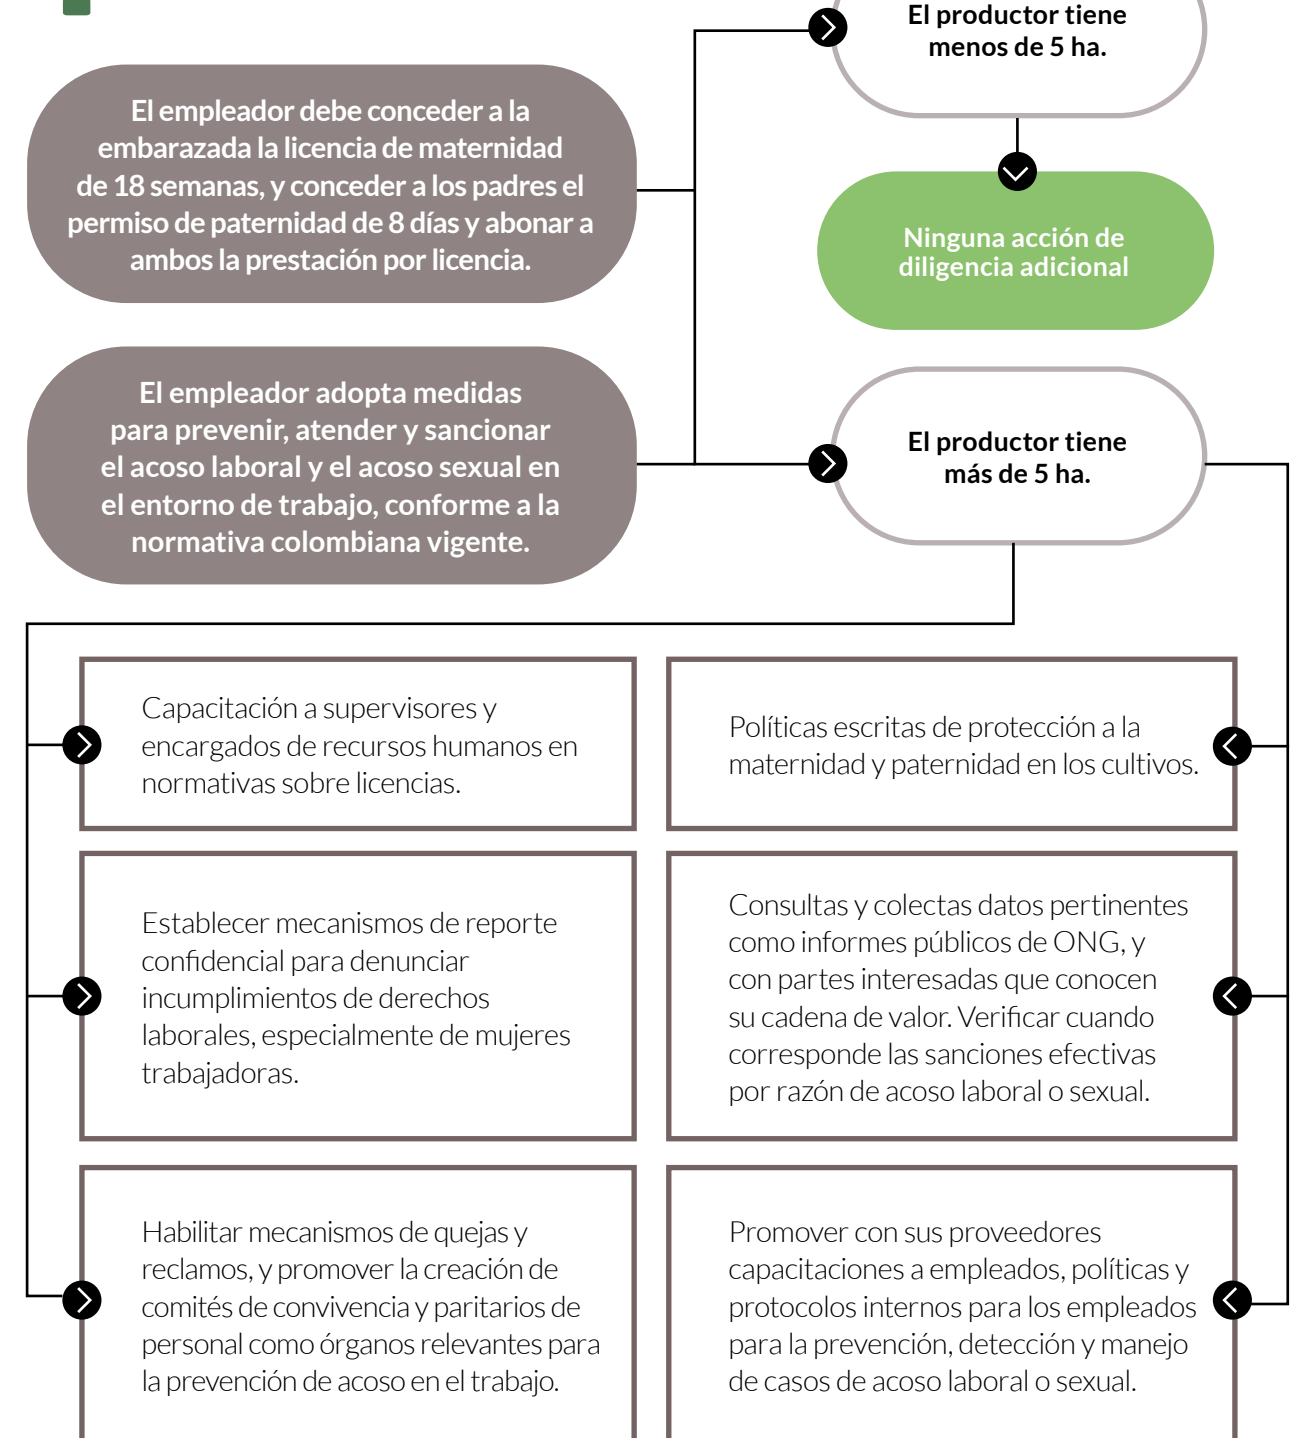 El productor tiene
menos de 5 ha.
El empleador debe conceder a la
embarazada la licencia de maternidad
de 18 semanas, y conceder a los padres el
permiso de paternidad de 8 días y abonar a
ambos la prestación por licencia.
Ninguna acción de
diligencia adicional
El empleador adopta medidas
para prevenir, atender y sancionar
el acoso laboral y el acoso sexual en
el entorno de trabajo, conforme a la
normativa colombiana vigente.
El productor tiene
más de 5 ha.
Capacitación a supervisores y
encargados de recursos humanos en
normativas sobre licencias.
Políticas escritas de protección a la
maternidad y paternidad en los cultivos.
Establecer mecanismos de reporte
confidencial para denunciar
incumplimientos de derechos
laborales, especialmente de mujeres
trabajadoras.
Consultas y colectas datos pertinentes
como informes públicos de ONG, y
con partes interesadas que conocen
su cadena de valor. Verificar cuando
corresponde las sanciones efectivas
por razón de acoso laboral o sexual.
Habilitar mecanismos de quejas y
reclamos, y promover la creación de
comités de convivencia y paritarios de
personal como órganos relevantes para
la prevención de acoso en el trabajo.
Promover con sus proveedores
capacitaciones a empleados, políticas y
protocolos internos para los empleados
para la prevención, detección y manejo
de casos de acoso laboral o sexual.